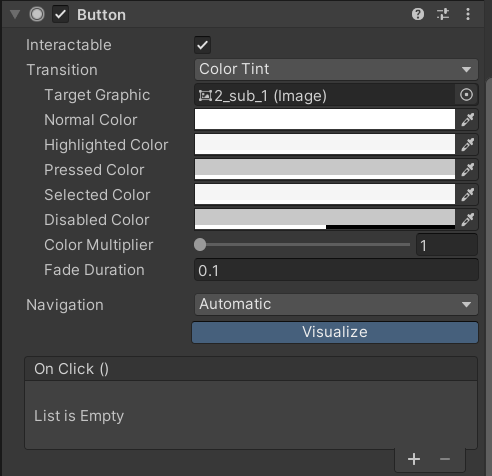 Button
Interactable
Transition Color Tint
Target Graphic 2_sub_1 (Image)
Normal Color
Highlighted Color
Pressed Color
Selected Color
Disabled Color
Color Multiplier 1
Fade Duration 0.1
Navigation Automatic
Visualize
On Click ()
List is Empty